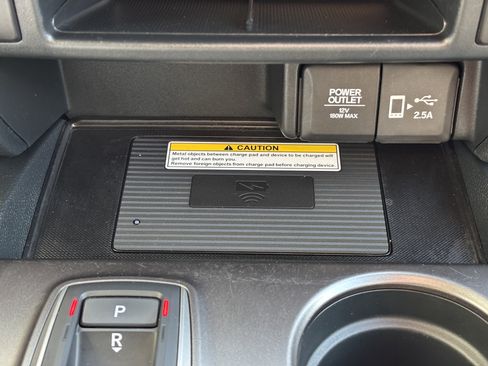 POWER
OUTLET
12V
180W MAX
2.5A
CAUTION
Metal objects between charge pad and device to be charged will
get hot and can burn you.
Remove foreign objects from charge pad before charging device.
P
R